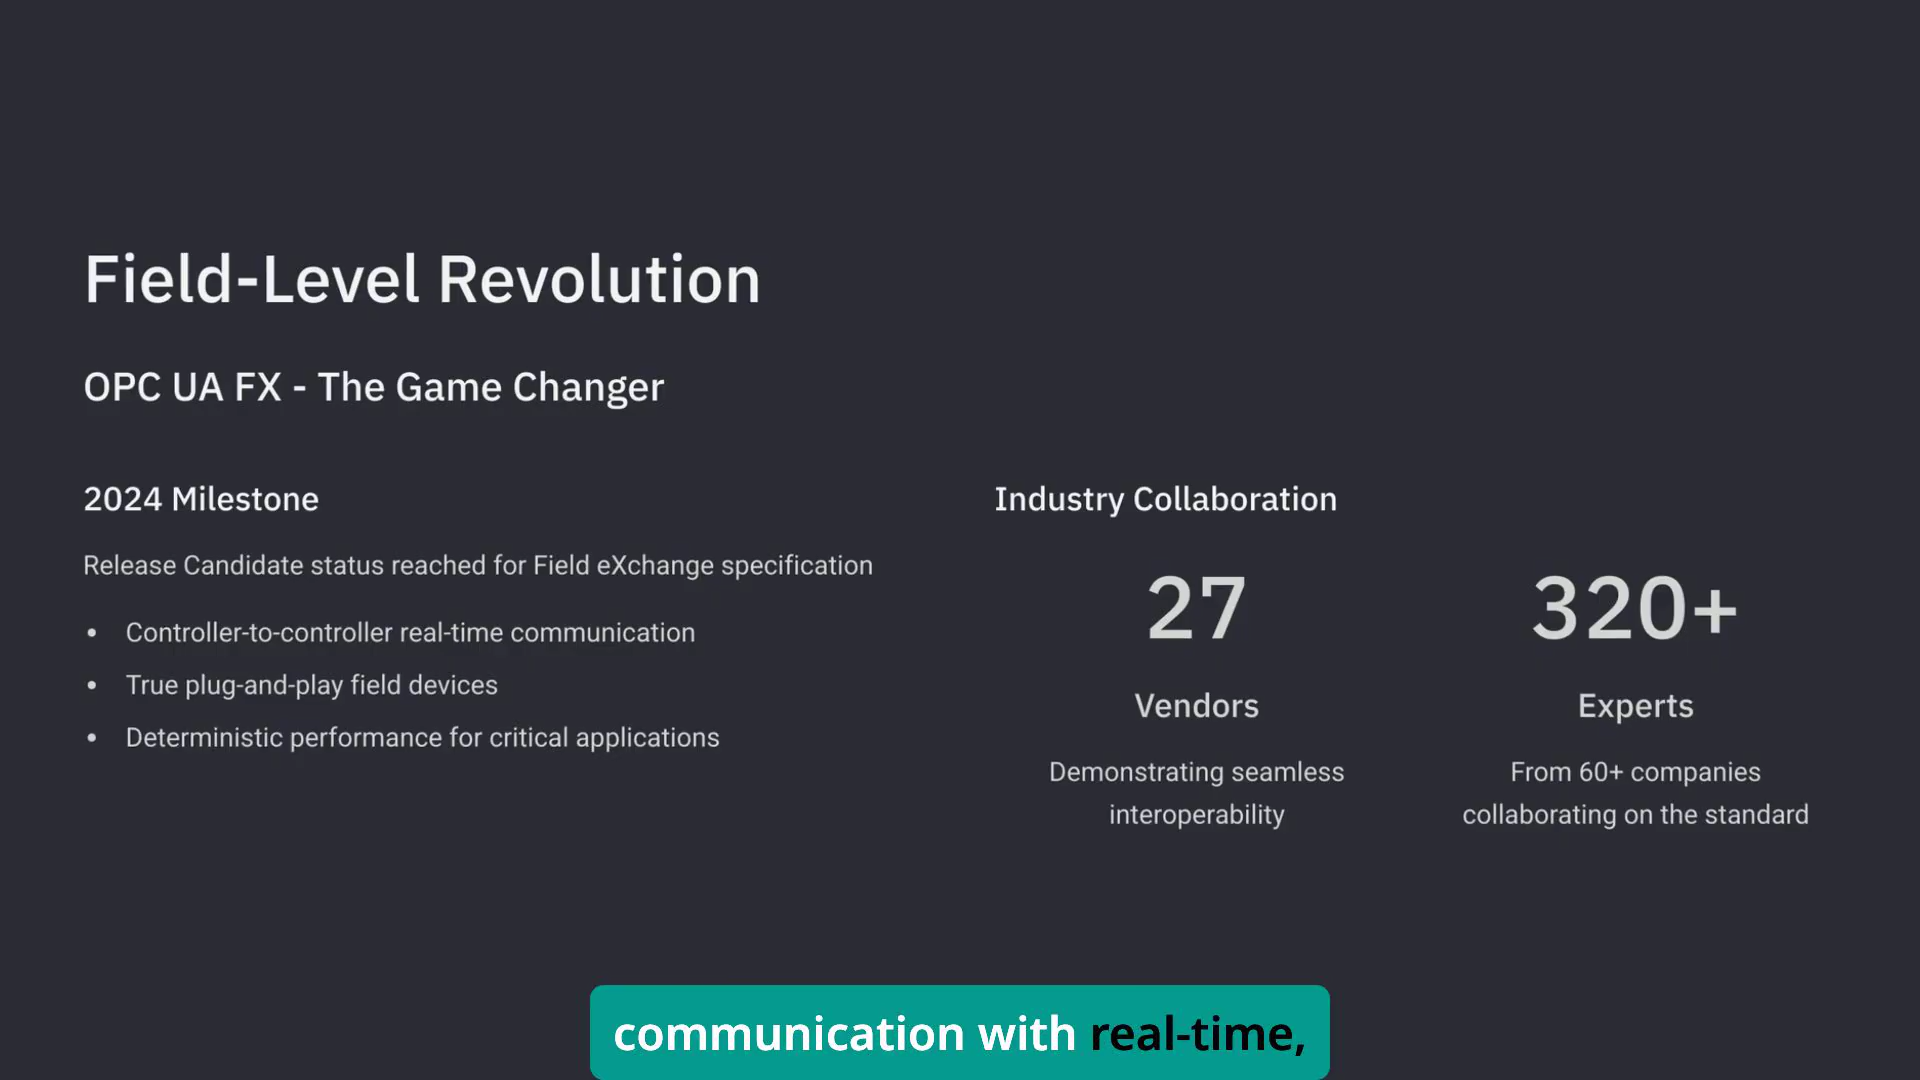 Field-Level Revolution
OPC UA FX - The Game Changer
2024 Milestone
Release Candidate status reached for Field eXchange specification
• Controller-to-controller real-time communication
• True plug-and-play field devices
• Deterministic performance for critical applications
Industry Collaboration
27
Vendors
Demonstrating seamless
interoperability
320+
Experts
From 60+ companies
collaborating on the standard
communication with real-time,